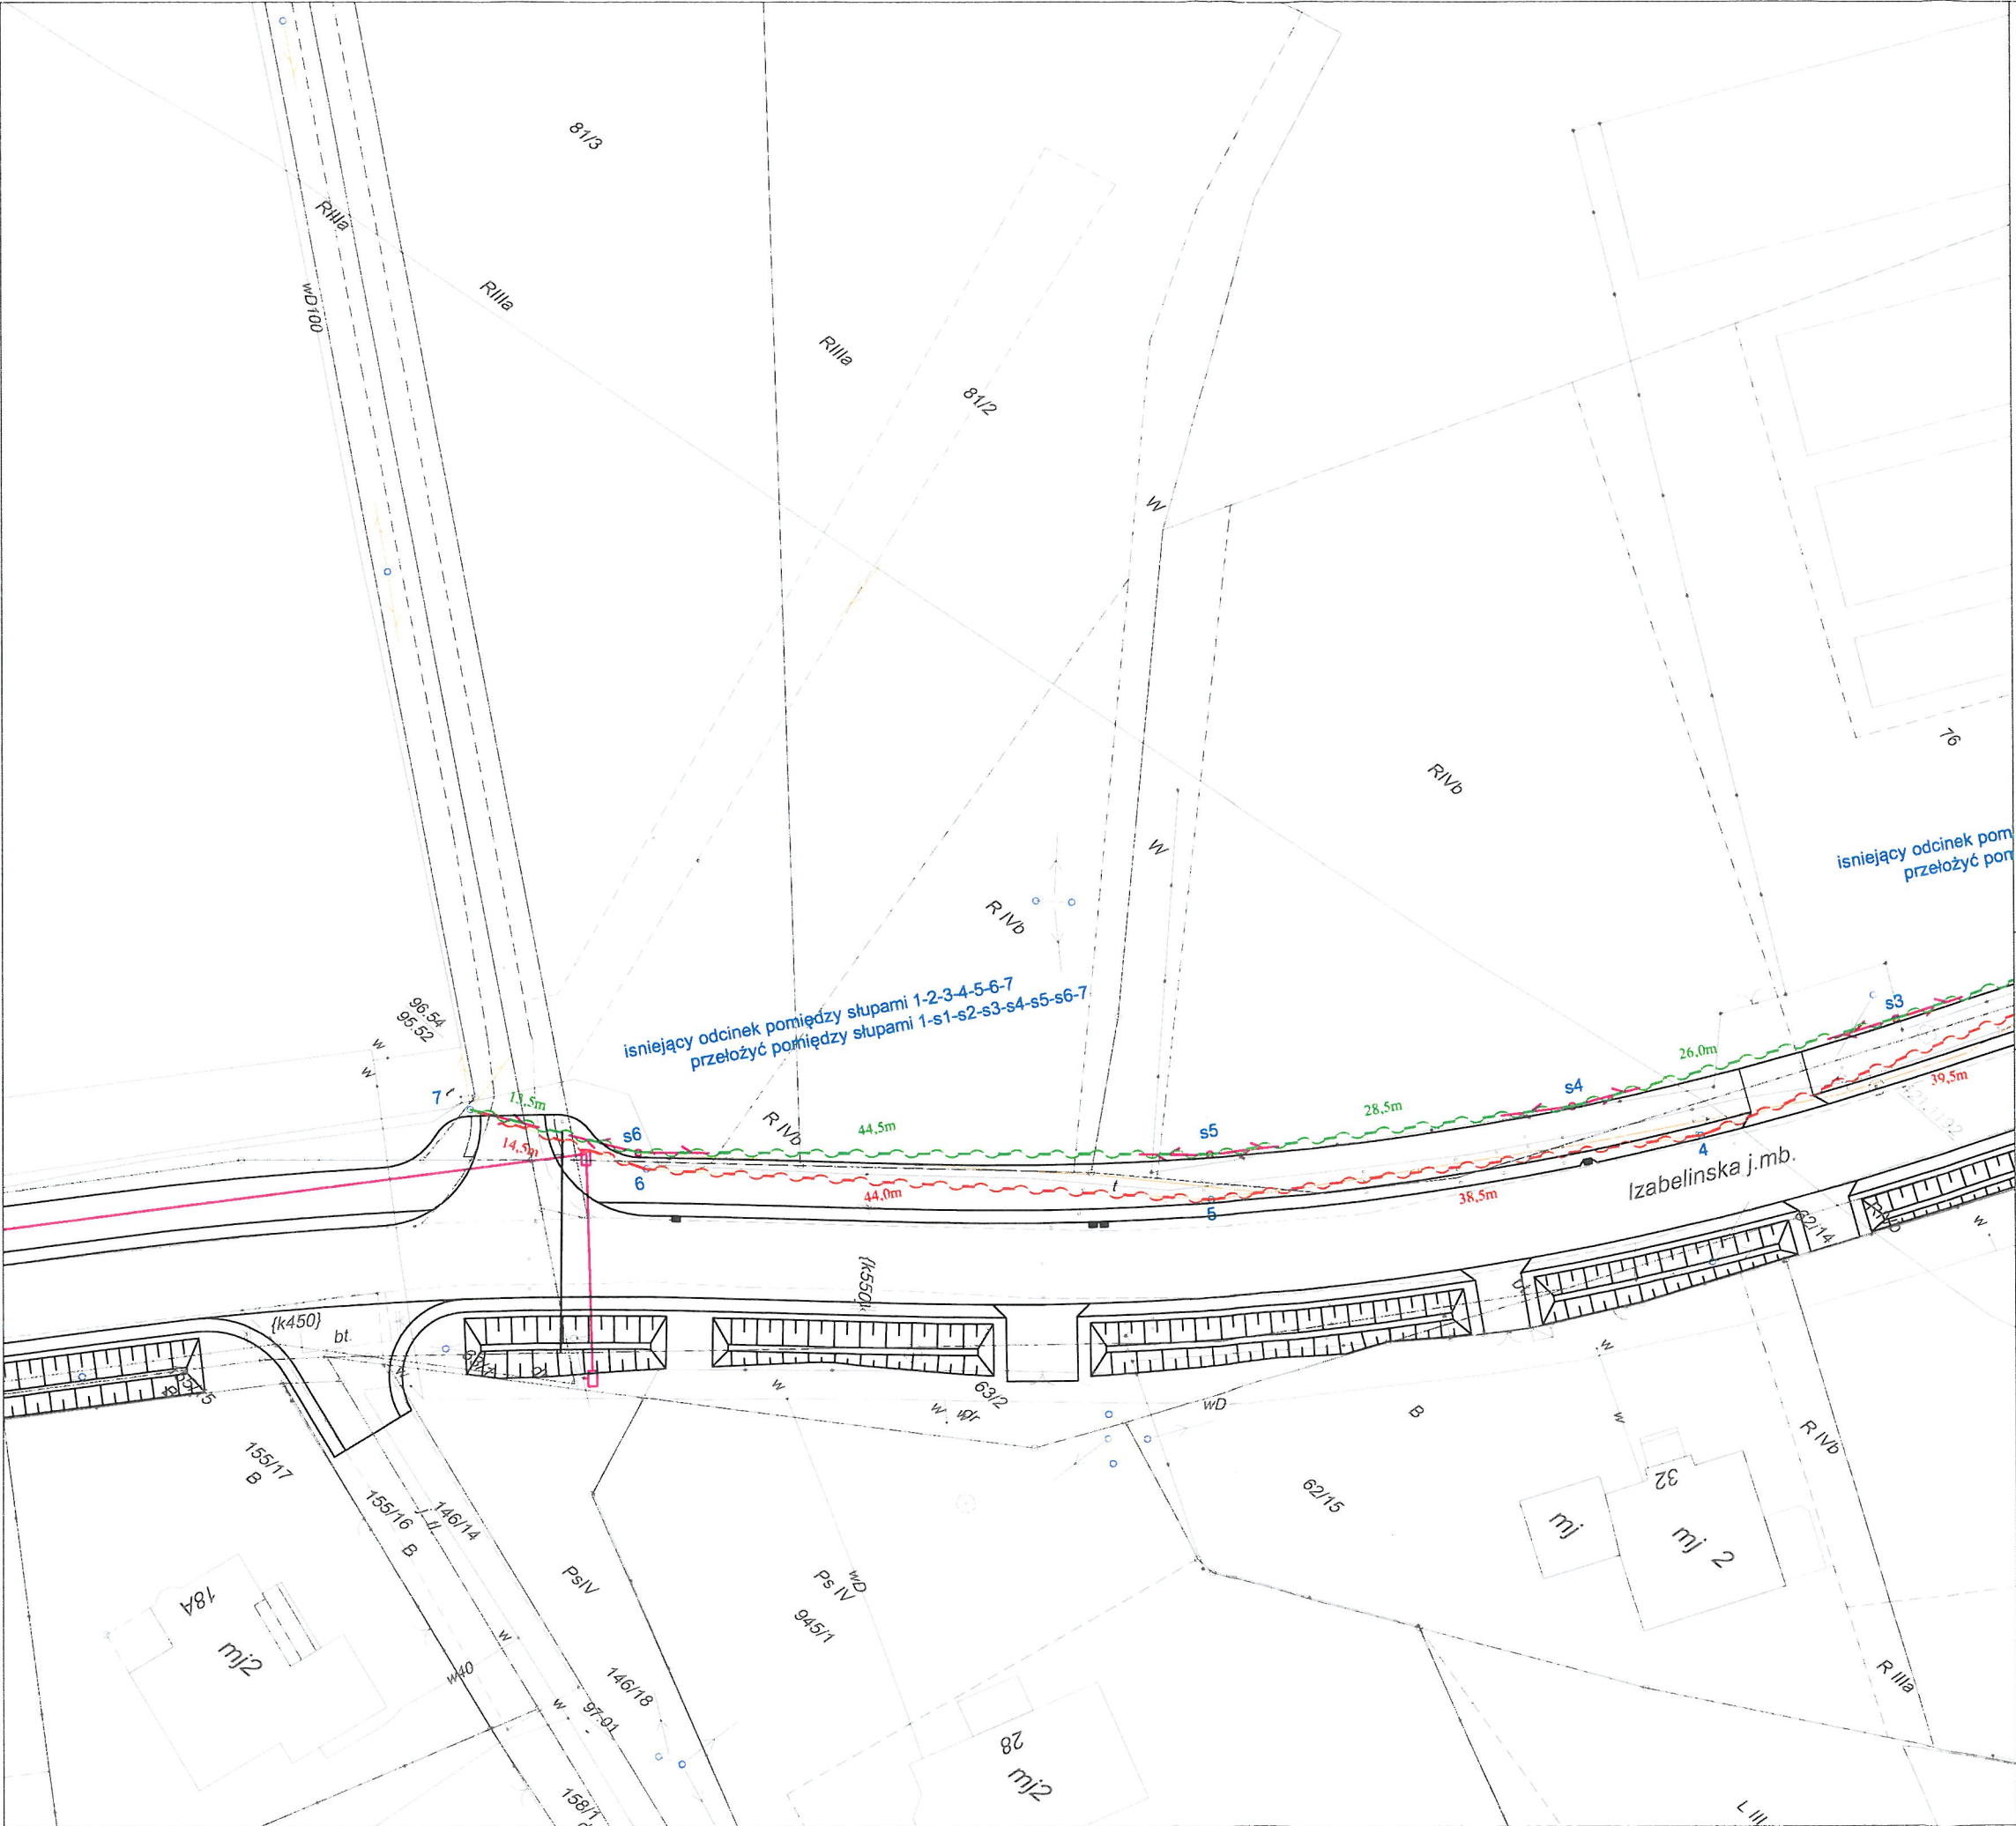 81/3
RIIIa
RIIIa
wD100
RIIIa
81/2
W
76
RIVb
W
isniejący odcinek pom
przełożyć pon
R IVb
isniejący odcinek pomiędzy słupami 1-2-3-4-5-6-7
przełożyć pomiędzy słupami 1-s1-s2-s3-s4-s5-s6-7
96.54
95.52
w
w
s3
26,0m
39,5m
s4
28,5m
7
t
13,5m
R IVb
s6
44,5m
s5
14,5m
6
44,0m
t
5
38,5m
4
Izabelinska j.mb.
62/14
w
{k550}
{k450}
bt.
w
w
63/2
w
wD
B
w
w
R IVb
155/17
B
155/16
B
146/14
62/15
32
mj
mj 2
PsIV
Ps IV
wD
945/1
18A
mj2
w
w40
w
97.01
146/18
R IIIa
28
mj2
158/1
L III